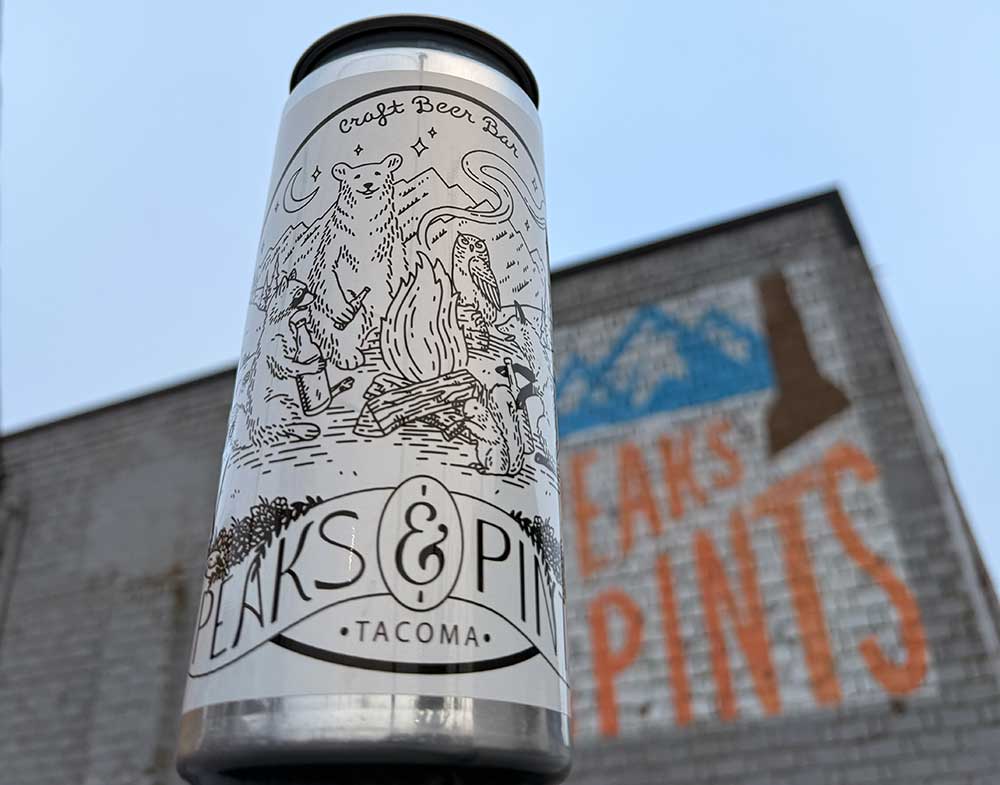 Craft Beer Bar
PEAKS & PIN
TACOMA
EAKS
PINTS